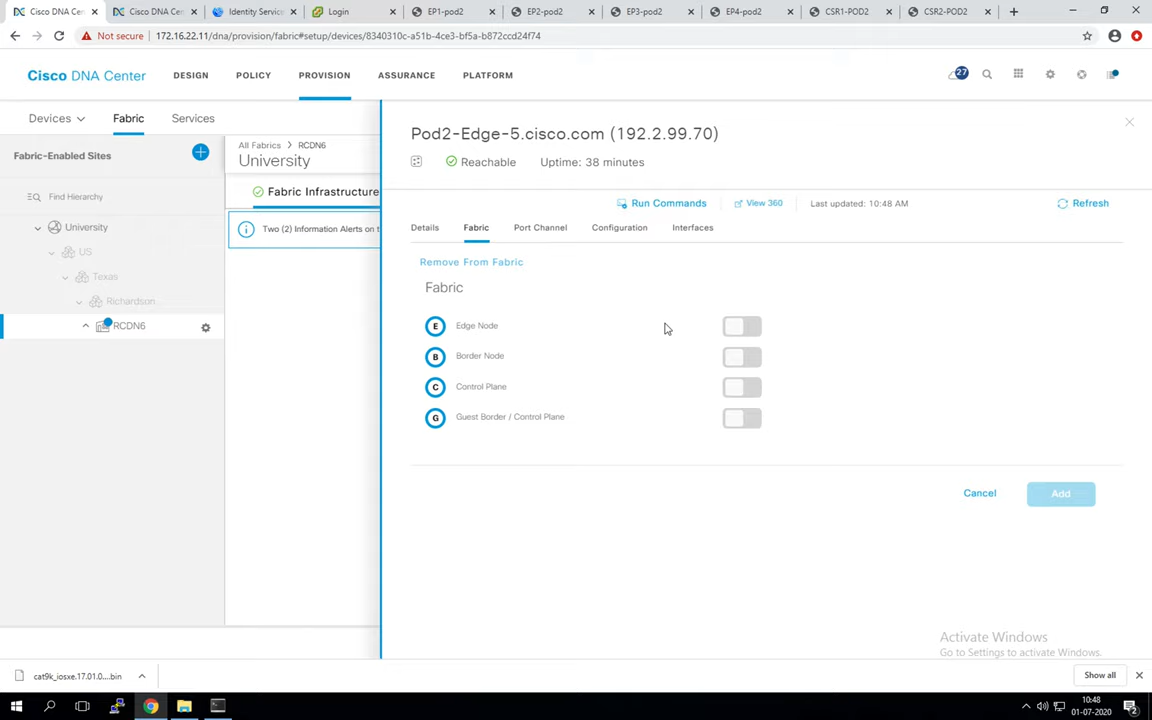 Cisco DNA Center
Cisco DNA Ce
Identity Servic
Login
EP1-pod2
EP2-pod2
EP3-pod2
EP4-pod2
CSR1-POD2
CSR2-POD2
Not secure 172.16.22.11/dna/provision/fabric#setup/devices/8340310c-a51b-4ce3-bf5a-b872ccd24f74
Cisco DNA Center
DESIGN
POLICY
PROVISION
ASSURANCE
PLATFORM
27
Devices
Fabric
Services
Fabric-Enabled Sites
Find Hierarchy
University
US
Texas
Richardson
RCDN6
All Fabrics > RCDN6
University
Fabric Infrastructure
Two (2) Information Alerts on t
Pod2-Edge-5.cisco.com (192.2.99.70)
Reachable
Uptime: 38 minutes
Run Commands
View 360
Last updated: 10:48 AM
Refresh
Details
Fabric
Port Channel
Configuration
Interfaces
Remove From Fabric
Fabric
E Edge Node
B Border Node
C Control Plane
G Guest Border / Control Plane
Cancel
Add
Activate Windows
Go to Settings to activate Windows.
cat9k_iosxe.17.01.0....bin
Show all
10:48
01-07-2020
2